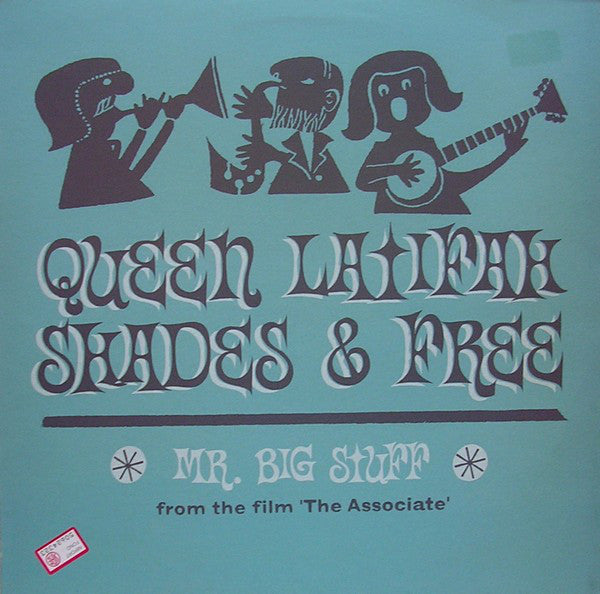 QUEEN LATIFAH
SHADES & FREE
MR. BIG STUFF
from the film 'The Associate'